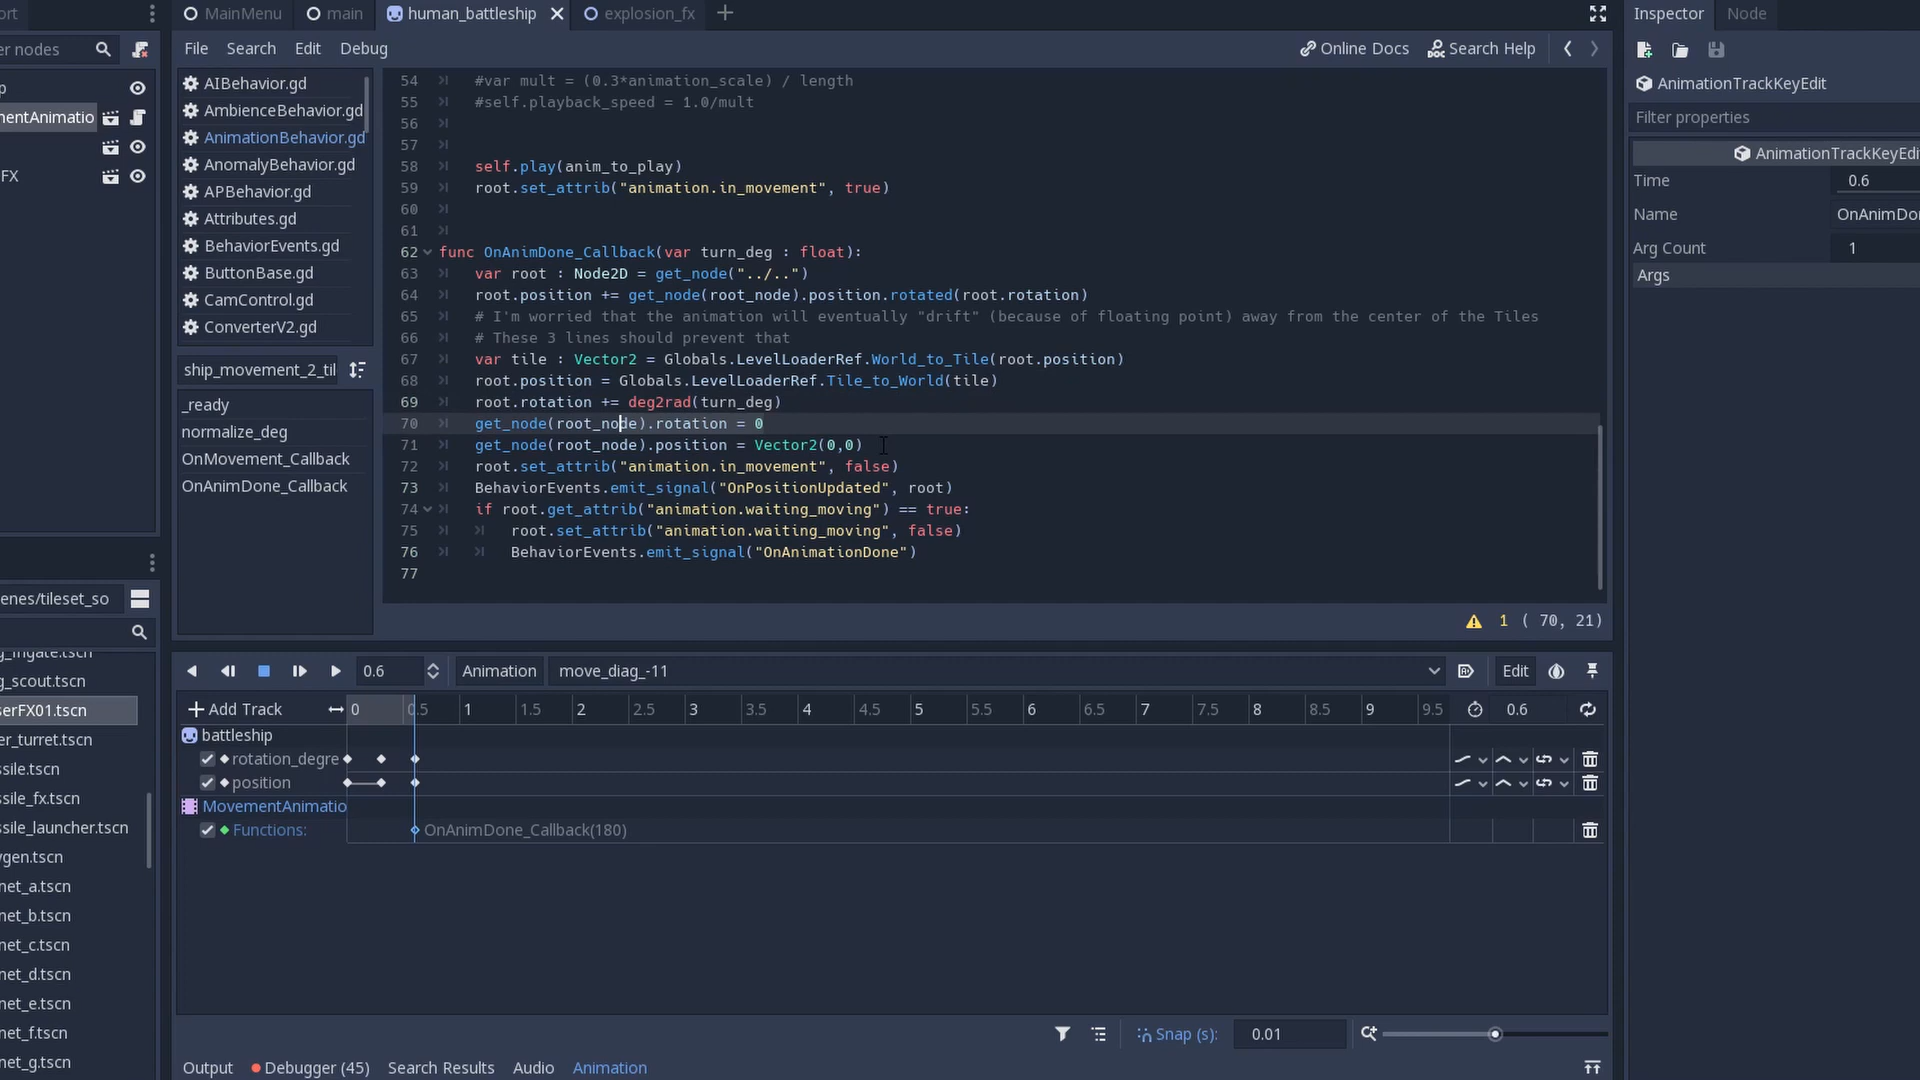 ort
MainMenu
main
human_battleship
explosion_fx
Inspector
Node
er nodes
File
Search
Edit
Debug
Online Docs
Search Help
p
mentAnimatio
FX
AIBehavior.gd
AmbienceBehavior.gd
AnimationBehavior.gd
AnomalyBehavior.gd
APBehavior.gd
Attributes.gd
BehaviorEvents.gd
ButtonBase.gd
CamControl.gd
ConverterV2.gd
ship_movement_2_til
_ready
normalize_deg
OnMovement_Callback
OnAnimDone_Callback
54 #var mult = (0.3*animation_scale) / length
55 #self.playback_speed = 1.0/mult
56
57
58 self.play(anim_to_play)
59 root.set_attrib("animation.in_movement", true)
60
61
62 func OnAnimDone_Callback(var turn_deg : float):
63 var root : Node2D = get_node("../..")
64 root.position += get_node(root_node).position.rotated(root.rotation)
65 # I'm worried that the animation will eventually "drift" (because of floating point) away from the center of the Tiles
66 # These 3 lines should prevent that
67 var tile : Vector2 = Globals.LevelLoaderRef.World_to_Tile(root.position)
68 root.position = Globals.LevelLoaderRef.Tile_to_World(tile)
69 root.rotation += deg2rad(turn_deg)
70 get_node(root_node).rotation = 0
71 get_node(root_node).position = Vector2(0,0)
72 root.set_attrib("animation.in_movement", false)
73 BehaviorEvents.emit_signal("OnPositionUpdated", root)
74 if root.get_attrib("animation.waiting_moving") == true:
75 root.set_attrib("animation.waiting_moving", false)
76 BehaviorEvents.emit_signal("OnAnimationDone")
77
1 ( 70, 21)
AnimationTrackKeyEdit
Filter properties
AnimationTrackKeyEdit
Time 0.6
Name OnAnimDo
Arg Count 1
Args
enes/tileset_so
g_scout.tscn
serFX01.tscn
er_turret.tscn
ssile.tscn
ssile_fx.tscn
ssile_launcher.tscn
ygen.tscn
net_a.tscn
net_b.tscn
net_c.tscn
net_d.tscn
net_e.tscn
net_f.tscn
net_g.tscn
0.6
Animation
move_diag_-11
Edit
Add Track
0 0.5 1 1.5 2 2.5 3 3.5 4 4.5 5 5.5 6 6.5 7 7.5 8 8.5 9 9.5
0.6
battleship
rotation_degre
position
MovementAnimatio
Functions:
OnAnimDone_Callback(180)
Snap (s):
0.01
Output
Debugger (45)
Search Results
Audio
Animation